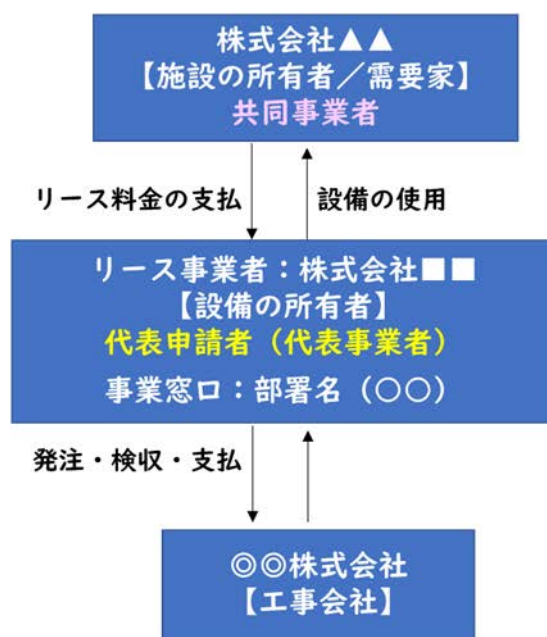 株式会社▲▲
【施設の所有者／需要家】
共同事業者
リース料金の支払
設備の使用
リース事業者：株式会社■■
【設備の所有者】
代表申請者（代表事業者）
事業窓口：部署名（○○）
発注・検収・支払
◎◎株式会社
【工事会社】